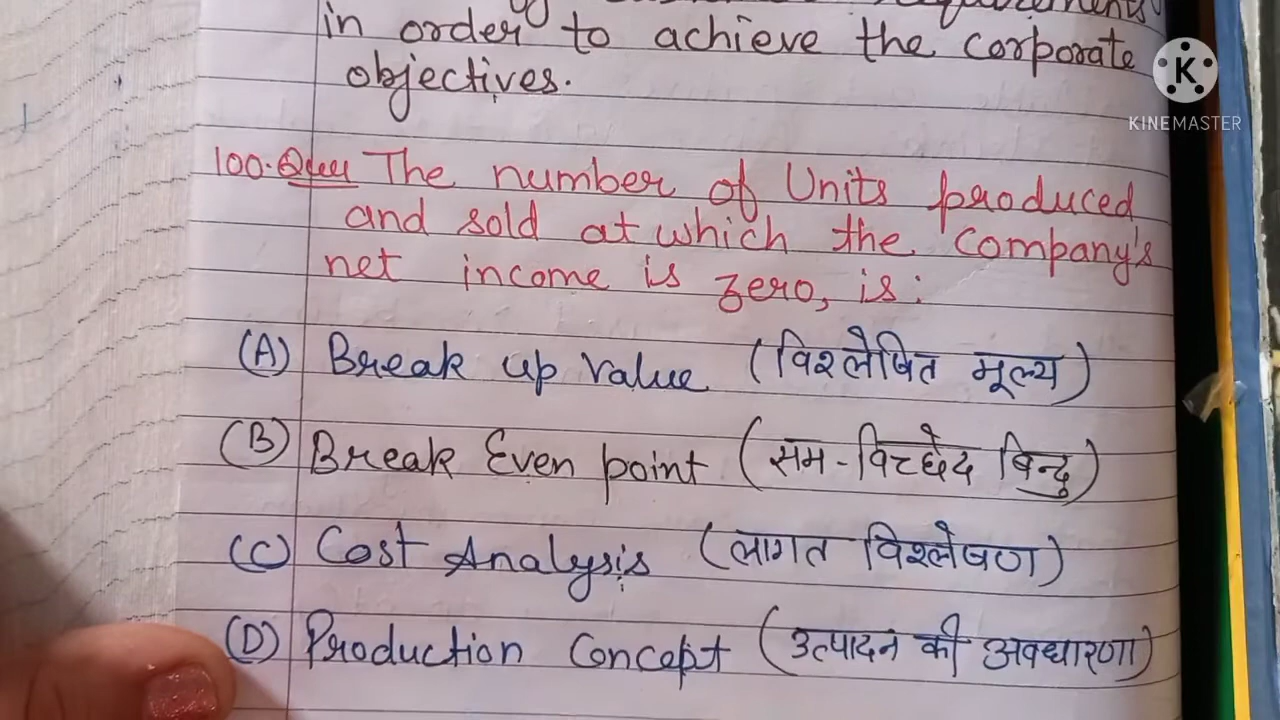 requirements
in order to achieve the corporate
objectives.
K
KINEMASTER
100. Ques The number of Units produced
and sold at which the Company's
net income is zero, is:
(A) Break up value (विश्लेषित मूल्य)
(B) Break Even point (सम-विच्छेद बिन्दु)
(C) Cost Analysis (लागत विश्लेषण)
(D) Production Concept (उत्पादन की अवधारणा)